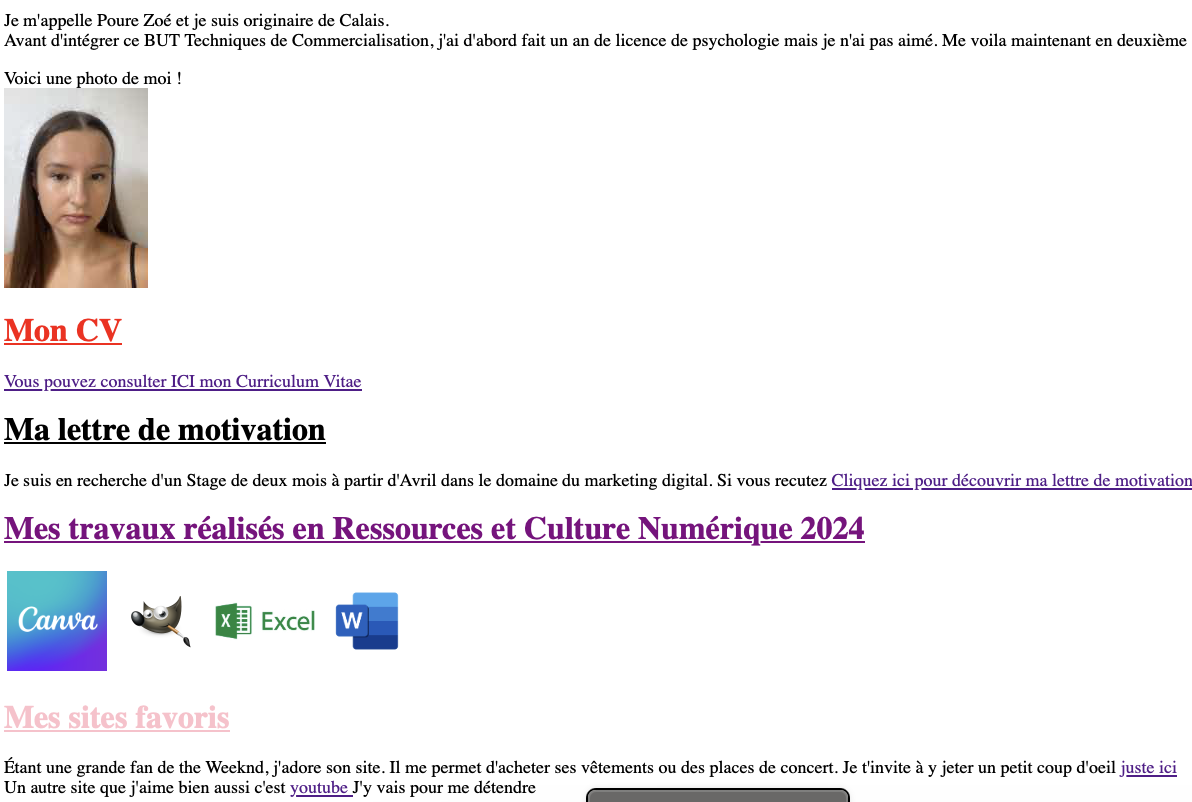 Je m'appelle Poure Zoé et je suis originaire de Calais.
Avant d'intégrer ce BUT Techniques de Commercialisation, j'ai d'abord fait un an de licence de psychologie mais je n'ai pas aimé. Me voila maintenant en deuxième
Voici une photo de moi !
Mon CV
Vous pouvez consulter ICI mon Curriculum Vitae
Ma lettre de motivation
Je suis en recherche d'un Stage de deux mois à partir d'Avril dans le domaine du marketing digital. Si vous recutez Cliquez ici pour découvrir ma lettre de motivation
Mes travaux réalisés en Ressources et Culture Numérique 2024
Canva X Excel W
Mes sites favoris
Étant une grande fan de the Weeknd, j'adore son site. Il me permet d'acheter ses vêtements ou des places de concert. Je t'invite à y jeter un petit coup d'oeil juste ici
Un autre site que j'aime bien aussi c'est youtube J'y vais pour me détendre